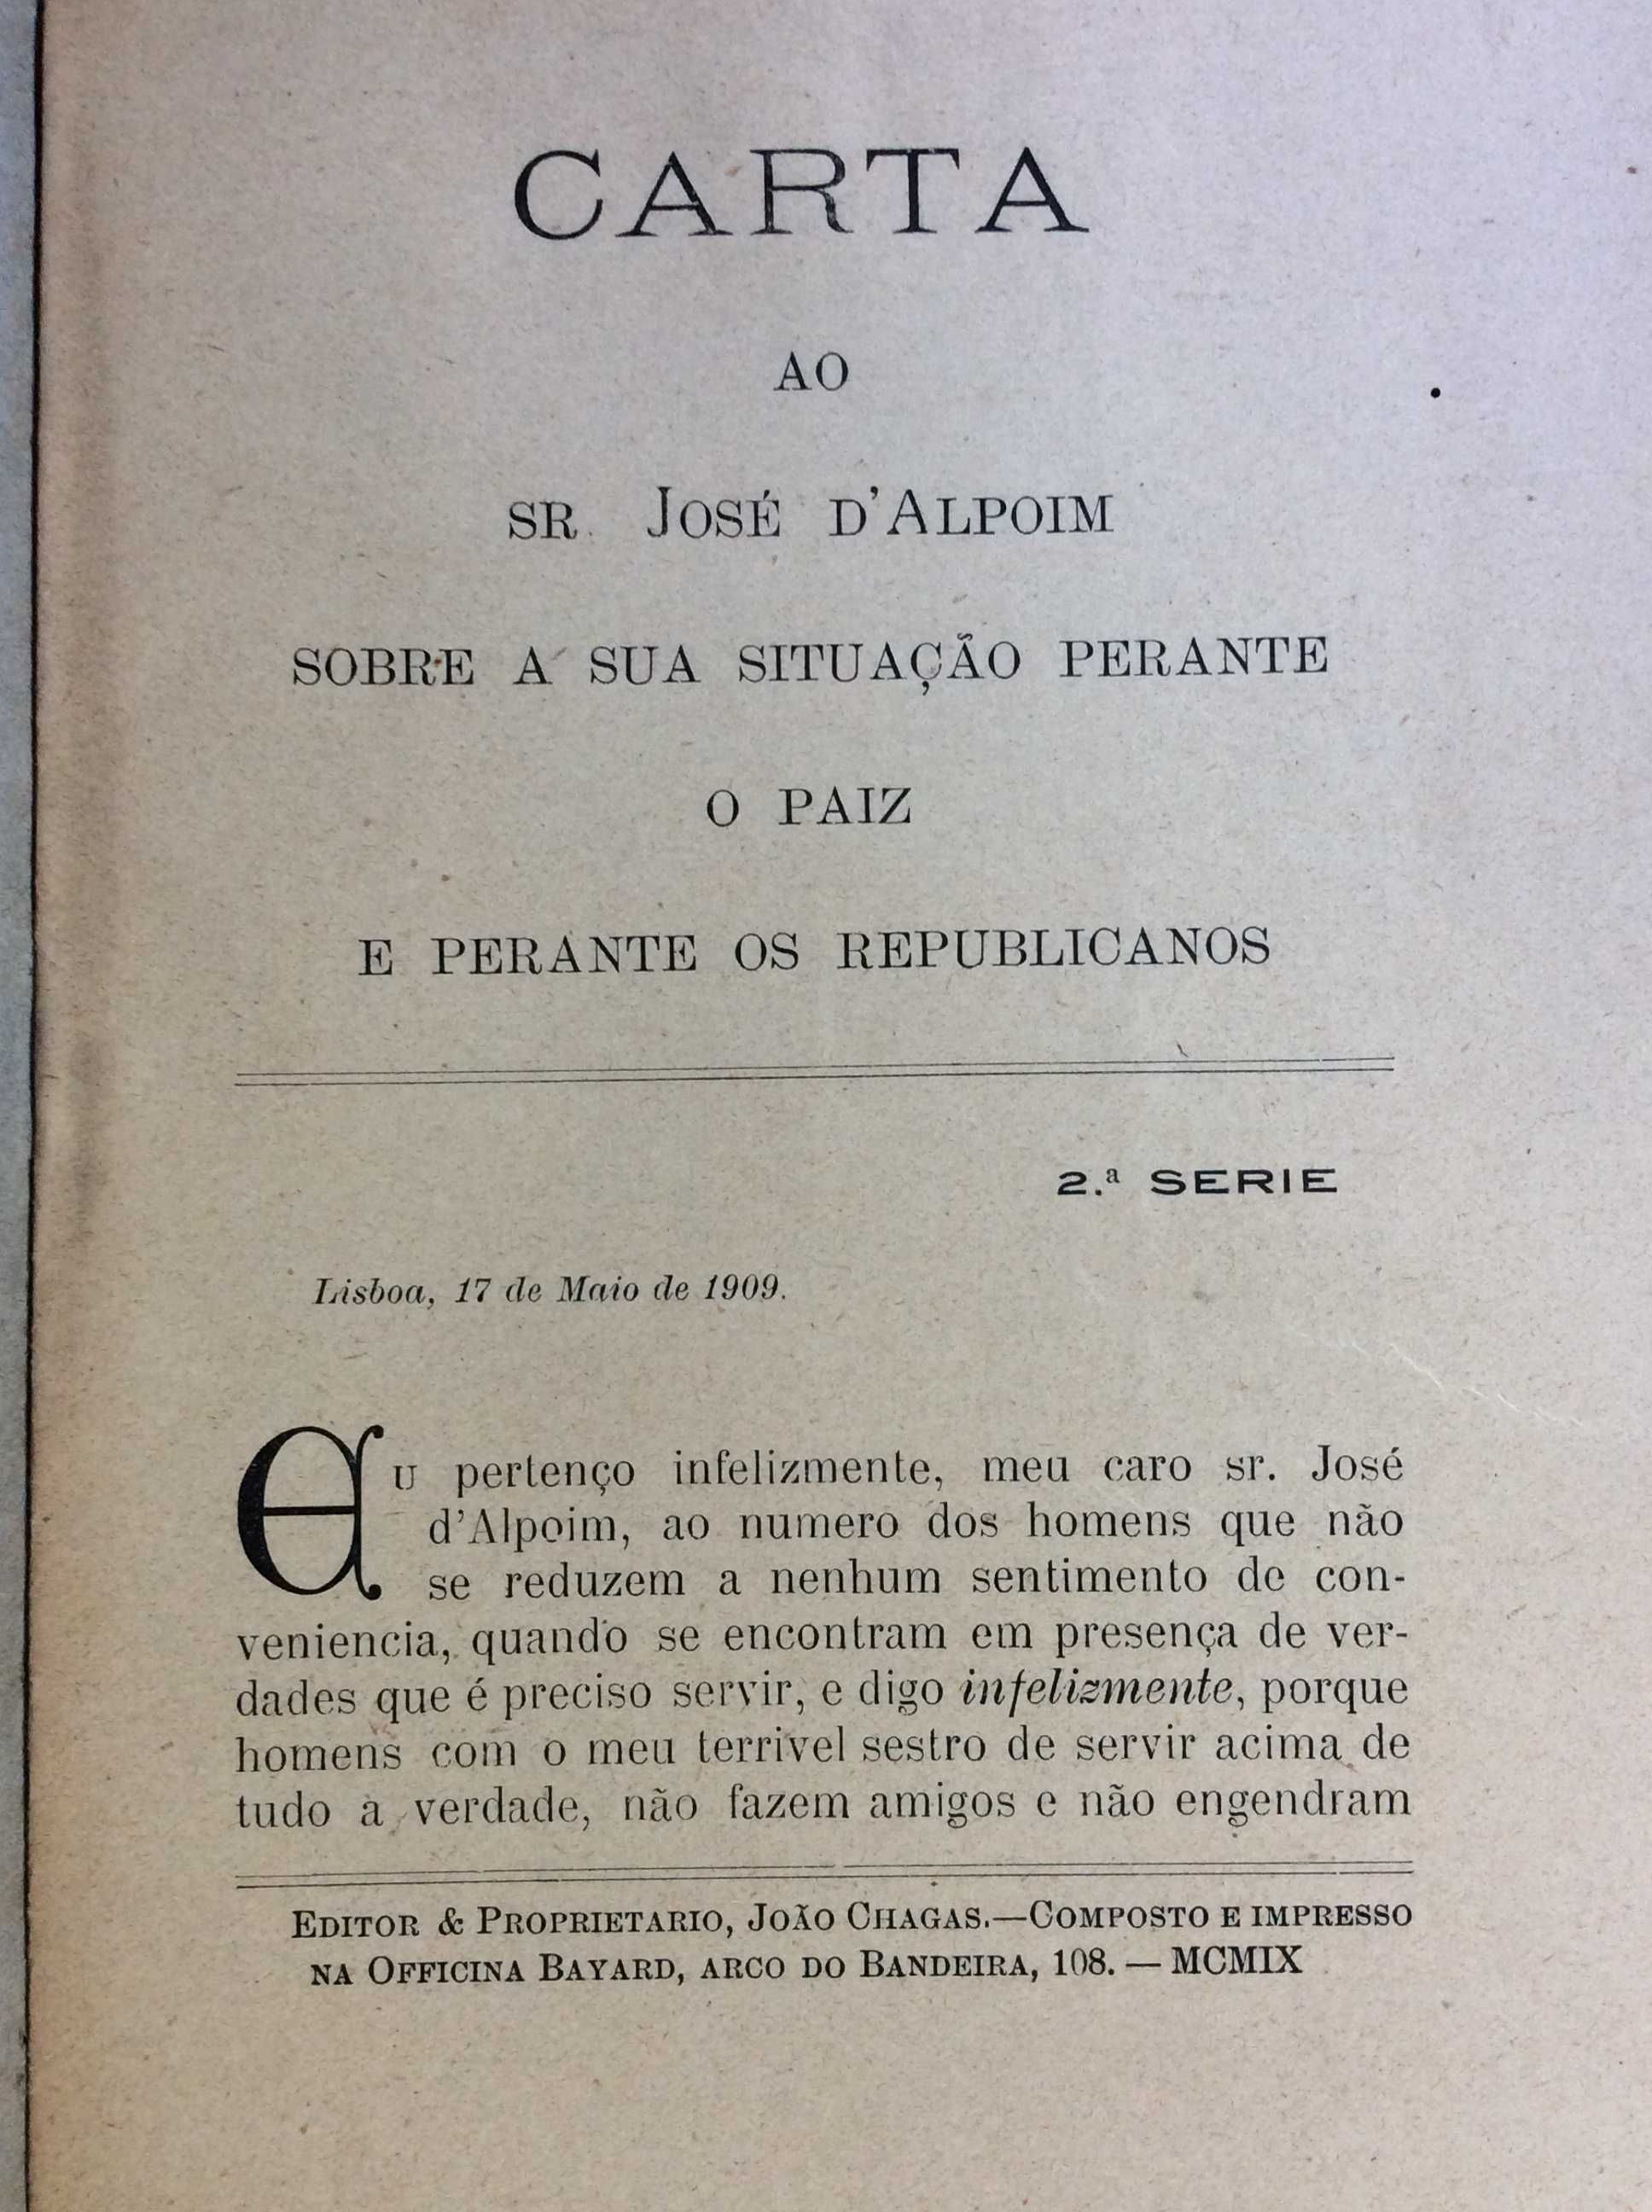 CARTA
AO
SR. JOSÉ D'ALPOIM
SOBRE A SUA SITUAÇÃO PERANTE
O PAIZ
E PERANTE OS REPUBLICANOS
2.ª SERIE
Lisboa, 17 de Maio de 1909.
EU pertenço infelizmente, meu caro sr. José
d'Alpoim, ao numero dos homens que não
se reduzem a nenhum sentimento de con-
veniencia, quando se encontram em presença de ver-
dades que é preciso servir, e digo infelizmente, porque
homens com o meu terrivel sestro de servir acima de
tudo a verdade, não fazem amigos e não engendram
EDITOR & PROPRIETARIO, JOÃO CHAGAS.—COMPOSTO E IMPRESSO
NA OFFICINA BAYARD, ARCO DO BANDEIRA, 108. — MCMIX